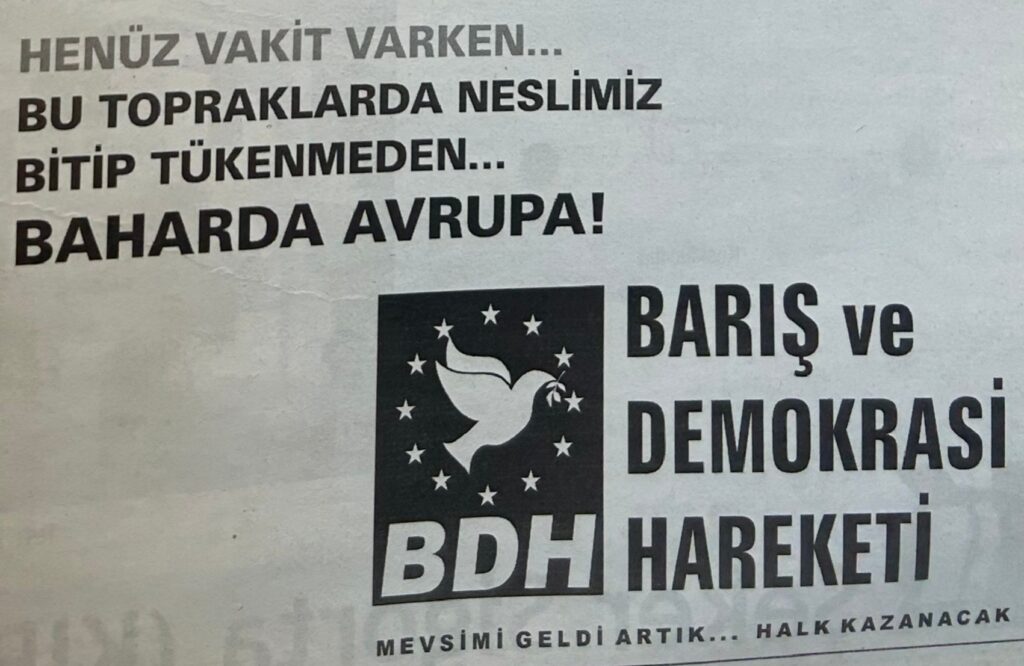 HENÜZ VAKİT VARKEN...
BU TOPRAKLARDA NESLİMİZ
BİTİP TÜKENMEDEN...
BAHARDA AVRUPA!
BARIŞ ve
DEMOKRASİ
HAREKETİ
BDH
MEVSİMİ GELDİ ARTIK... HALK KAZANACAK